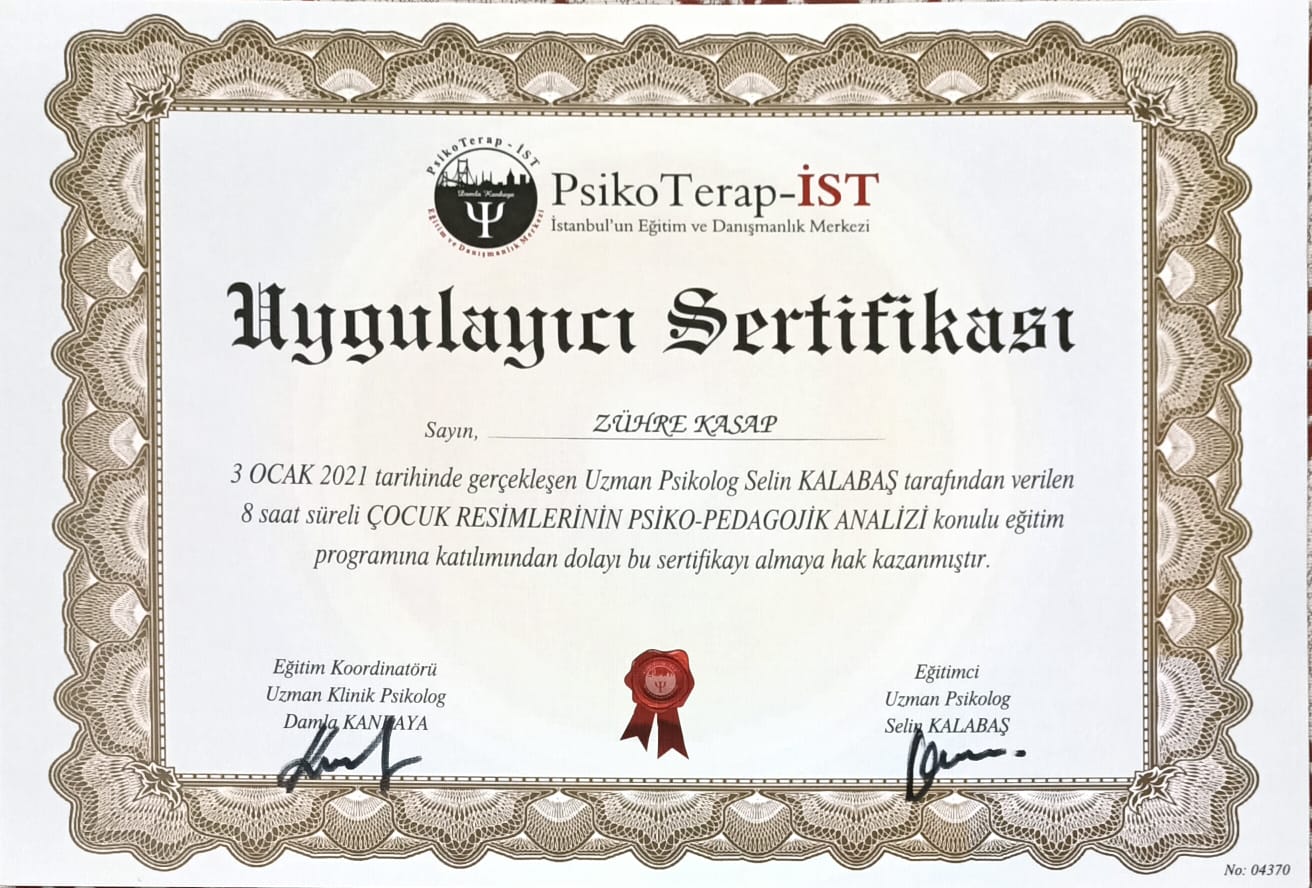 PsikoTerap - İST
Damla Kankaya
Eğitim ve Danışmanlık Merkezi
PsikoTerap-İST
İstanbul'un Eğitim ve Danışmanlık Merkezi
Uygulayıcı Sertifikası
Sayın, ZÜHRE KASAP
3 OCAK 2021 tarihinde gerçekleşen Uzman Psikolog Selin KALABAŞ tarafından verilen
8 saat süreli ÇOCUK RESİMLERİNİN PSİKO-PEDAGOJİK ANALİZİ konulu eğitim
programına katılımından dolayı bu sertifikayı almaya hak kazanmıştır.
Eğitim Koordinatörü
Uzman Klinik Psikolog
Damla KANKAYA
Eğitimci
Uzman Psikolog
Selin KALABAŞ
No: 04370